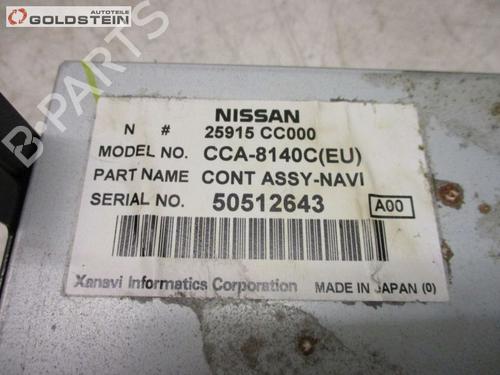 AUTOTEILE
GOLDSTEIN
NISSAN
N # 25915 CC000
MODEL NO. CCA-8140C(EU)
PART NAME CONT ASSY-NAVI
SERIAL NO. 50512643 A00
Xanavi Informatics Corporation MADE IN JAPAN (0)